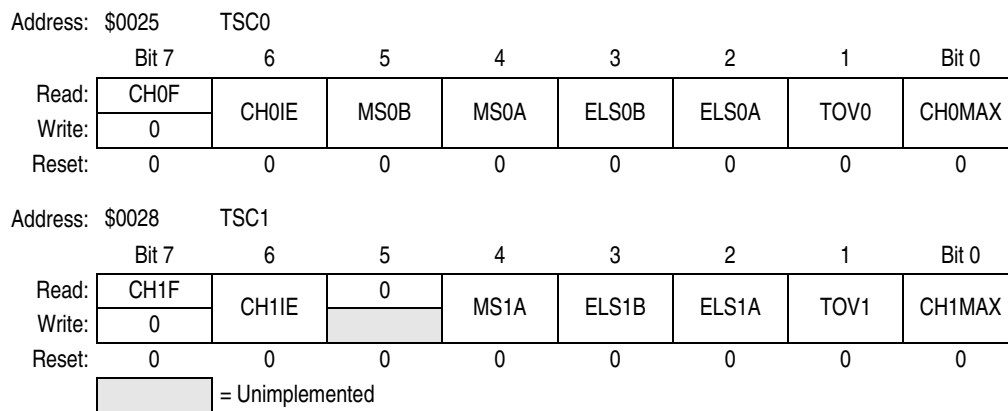 Address: $0025 TSC0
Bit 7 6 5 4 3 2 1 Bit 0
Read: CH0F CH0IE MS0B MS0A ELS0B ELS0A TOV0 CH0MAX
Write: 0
Reset: 0 0 0 0 0 0 0 0
Address: $0028 TSC1
Bit 7 6 5 4 3 2 1 Bit 0
Read: CH1F CH1IE 0 MS1A ELS1B ELS1A TOV1 CH1MAX
Write: 0
Reset: 0 0 0 0 0 0 0 0
= Unimplemented